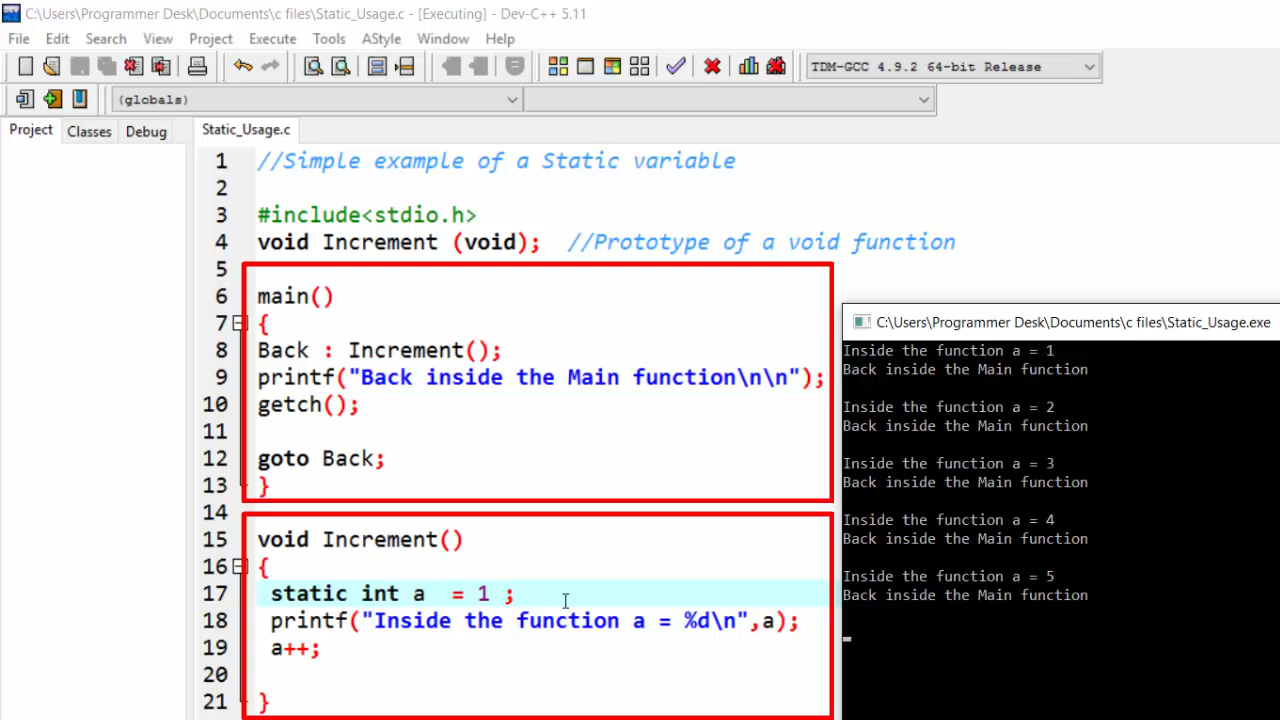 C:\Users\Programmer Desk\Documents\c files\Static_Usage.c - [Executing] - Dev-C++ 5.11
File Edit Search View Project Execute Tools AStyle Window Help
TDM-GCC 4.9.2 64-bit Release
(globals)
Project Classes Debug
Static_Usage.c
1 //Simple example of a Static variable
2
3 #include<stdio.h>
4 void Increment (void); //Prototype of a void function
5
6 main()
7 {
8 Back : Increment();
9 printf("Back inside the Main function\n\n");
10 getch();
11
12 goto Back;
13 }
14
15 void Increment()
16 {
17 static int a = 1 ;
18 printf("Inside the function a = %d\n",a);
19 a++;
20
21 }
C:\Users\Programmer Desk\Documents\c files\Static_Usage.exe
Inside the function a = 1
Back inside the Main function
Inside the function a = 2
Back inside the Main function
Inside the function a = 3
Back inside the Main function
Inside the function a = 4
Back inside the Main function
Inside the function a = 5
Back inside the Main function